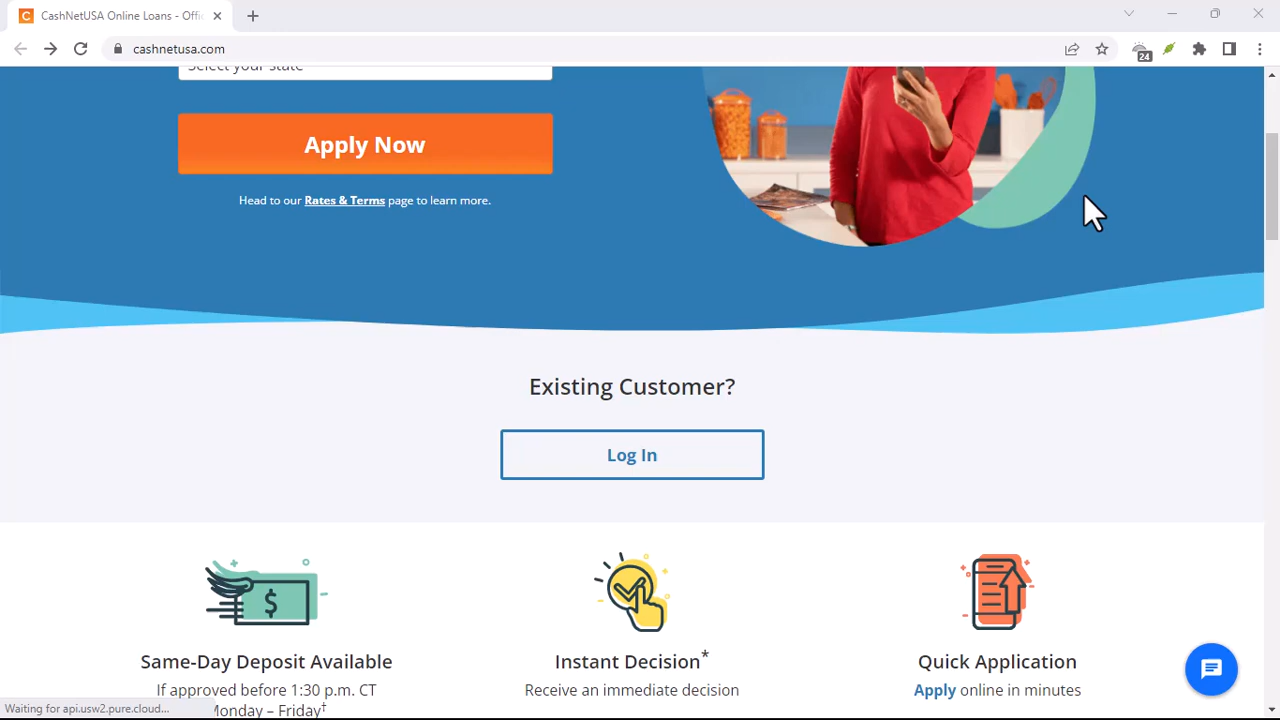 CashNetUSA Online Loans - Offi
cashnetusa.com
24
Select your state
Apply Now
Head to our Rates & Terms page to learn more.
Existing Customer?
Log In
$
Same-Day Deposit Available
If approved before 1:30 p.m. CT
Monday – Friday†
Instant Decision*
Receive an immediate decision
Quick Application
Apply online in minutes
Waiting for api.usw2.pure.cloud...